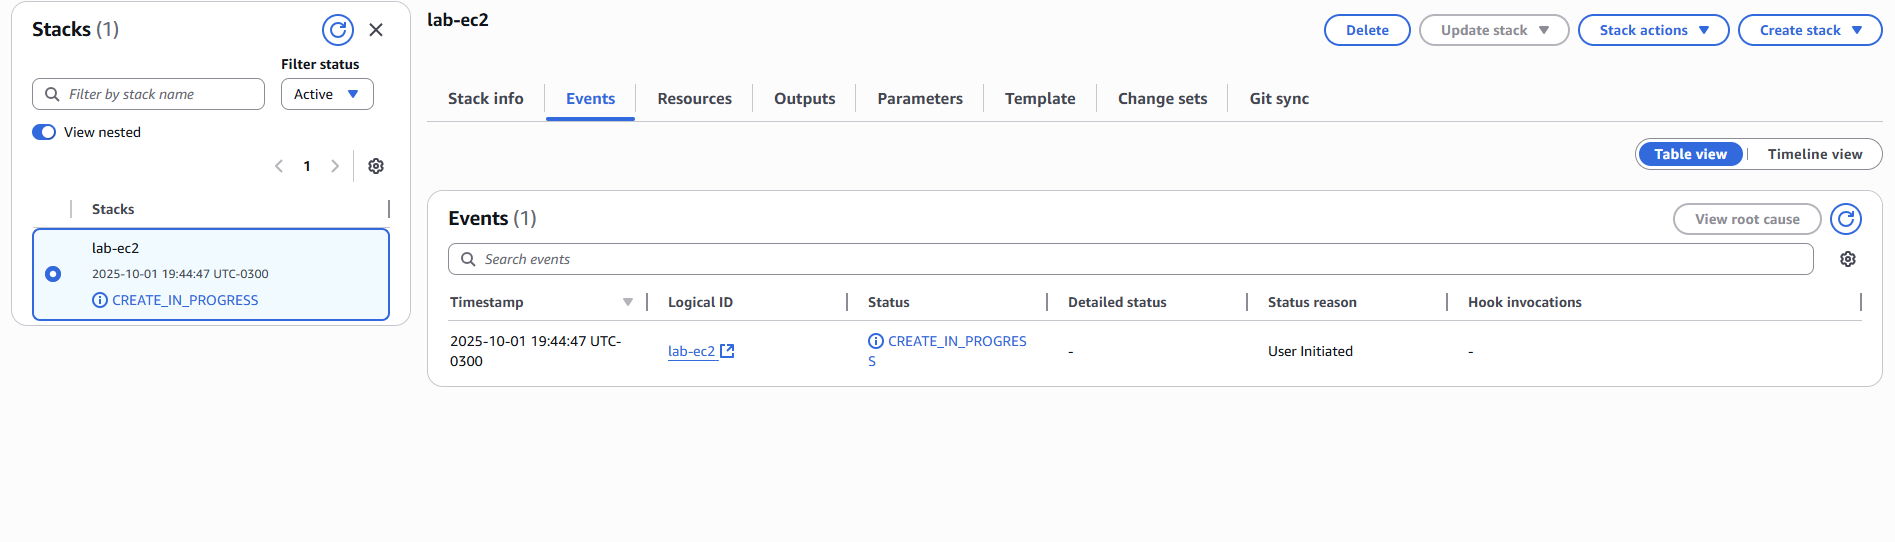 Stacks (1)
Filter status
Filter by stack name
Active
View nested
1
Stacks
lab-ec2
2025-10-01 19:44:47 UTC-0300
CREATE_IN_PROGRESS
lab-ec2
Delete
Update stack
Stack actions
Create stack
Stack info
Events
Resources
Outputs
Parameters
Template
Change sets
Git sync
Table view
Timeline view
Events (1)
View root cause
Search events
Timestamp
Logical ID
Status
Detailed status
Status reason
Hook invocations
2025-10-01 19:44:47 UTC-
0300
lab-ec2
CREATE_IN_PROGRES
S
-
User Initiated
-